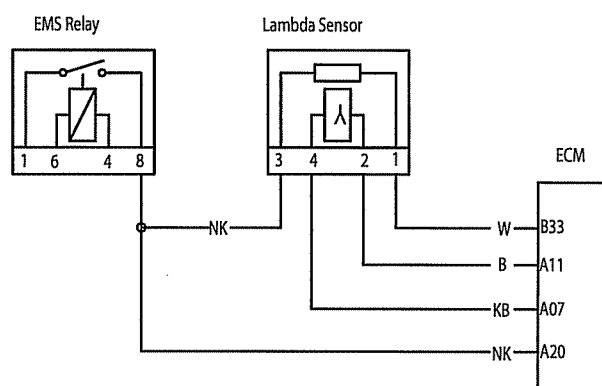 EMS Relay
Lambda Sensor
1 6 4 8
3 4 2 1
ECM
NK
W B33
B A11
KB A07
NK A20